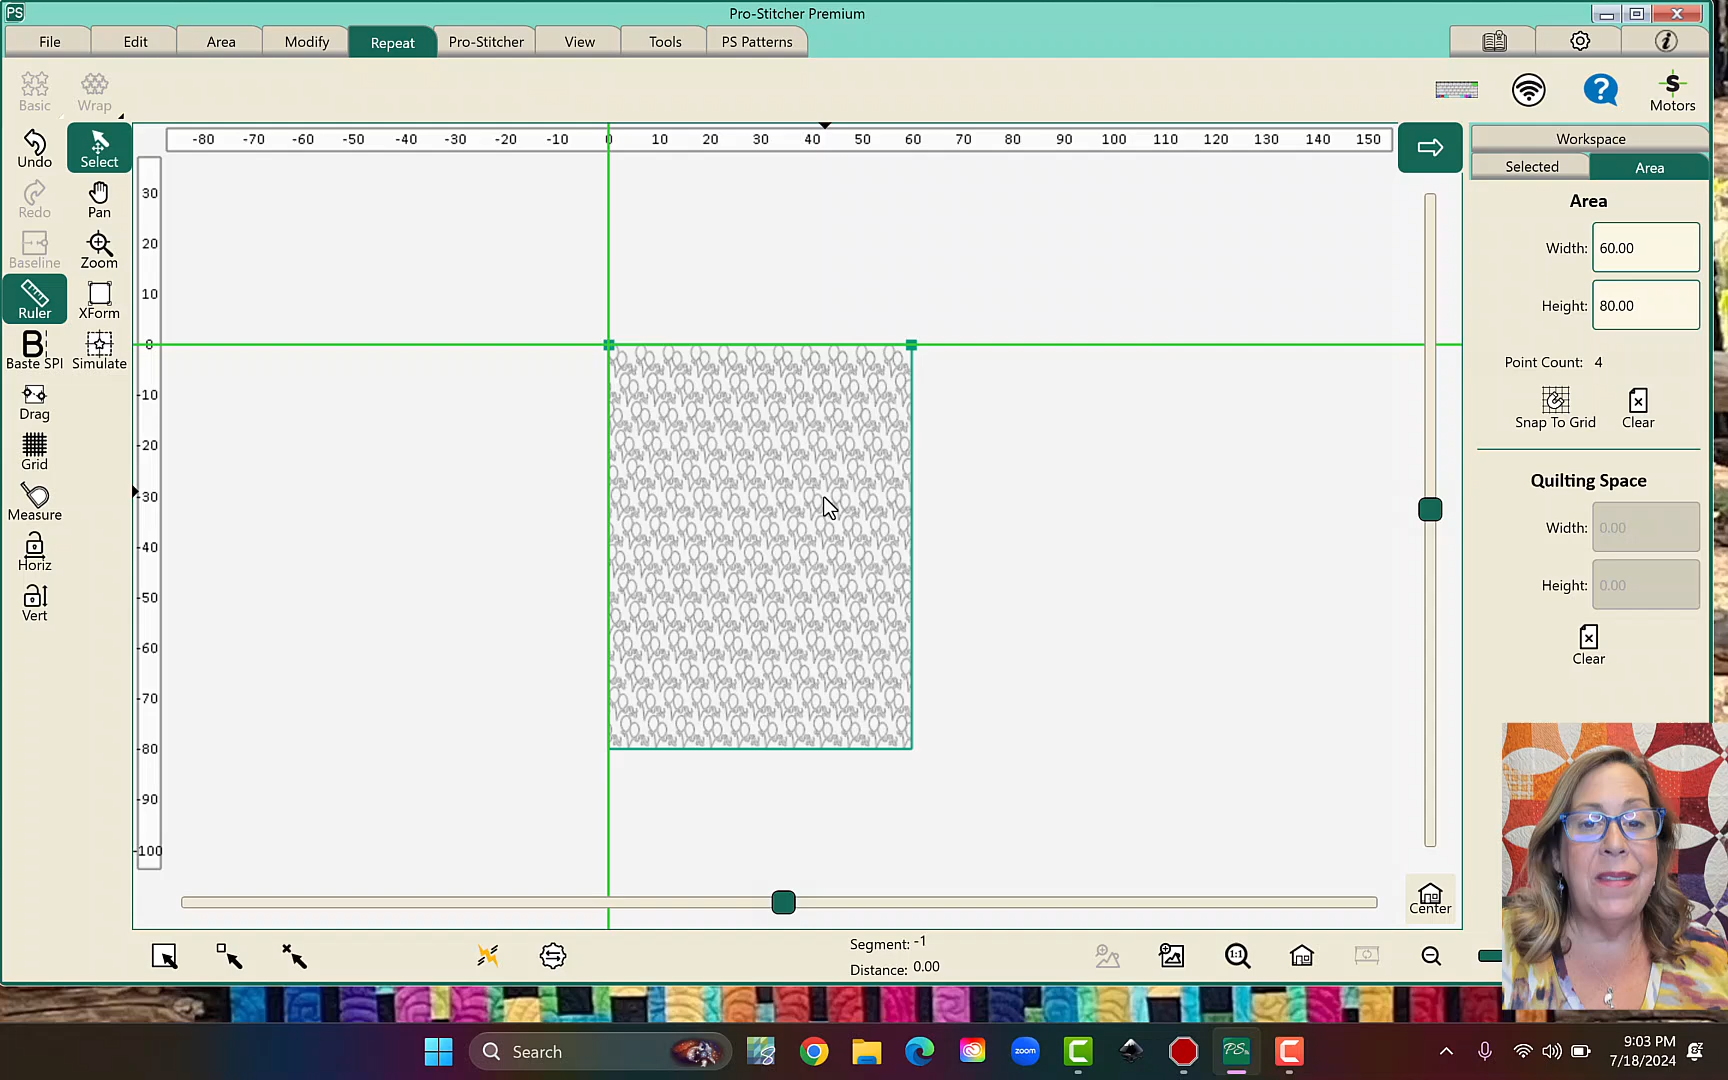 PS
Pro-Stitcher Premium
File
Edit
Area
Modify
Repeat
Pro-Stitcher
View
Tools
PS Patterns
Basic
Wrap
S
Motors
Undo
Select
Redo
Pan
Baseline
Zoom
Ruler
XForm
B
Baste SPI
Simulate
Drag
Grid
Measure
Horiz
Vert
-80 -70 -60 -50 -40 -30 -20 -10 0 10 20 30 40 50 60 70 80 90 100 110 120 130 140 150
30
20
10
0
-10
-20
-30
-40
-50
-60
-70
-80
-90
-100
Workspace
Selected
Area
Area
Width: 60.00
Height: 80.00
Point Count: 4
Snap To Grid
Clear
Quilting Space
Width: 0.00
Height: 0.00
Clear
Center
Segment: -1
Distance: 0.00
1:1
Search
zoom
PS
9:03 PM
7/18/2024